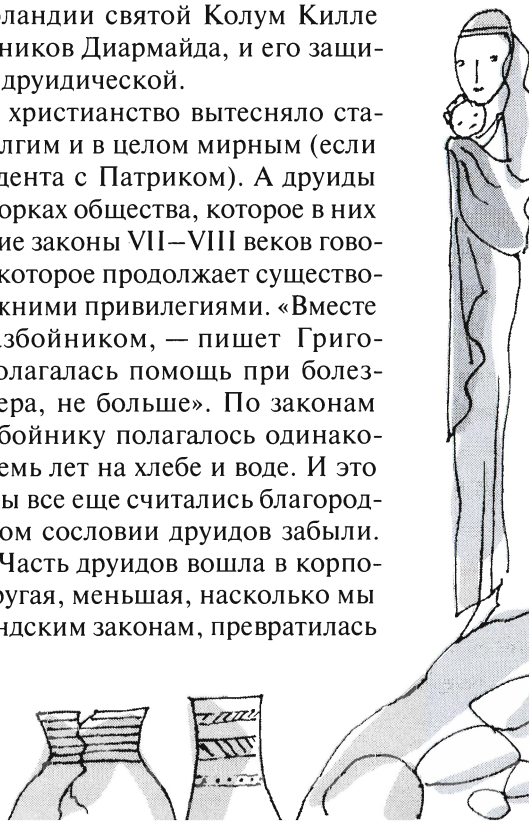 рландии святой Колум Килле
ников Диармайда, и его защи-
друидической.
христианство вытесняло ста-
лгим и в целом мирным (если
дента с Патриком). А друиды
орках общества, которое в них
ие законы VII–VIII веков гово-
которое продолжает существо-
жними привилегиями. «Вместе
азбойником, — пишет Григо-
олагалась помощь при болез-
ера, не больше». По законам
бойнику полагалось одинако-
емь лет на хлебе и воде. И это
ы все еще считались благород-
ом сословии друидов забыли.
Часть друидов вошла в корпо-
ругая, меньшая, насколько мы
ндским законам, превратилась